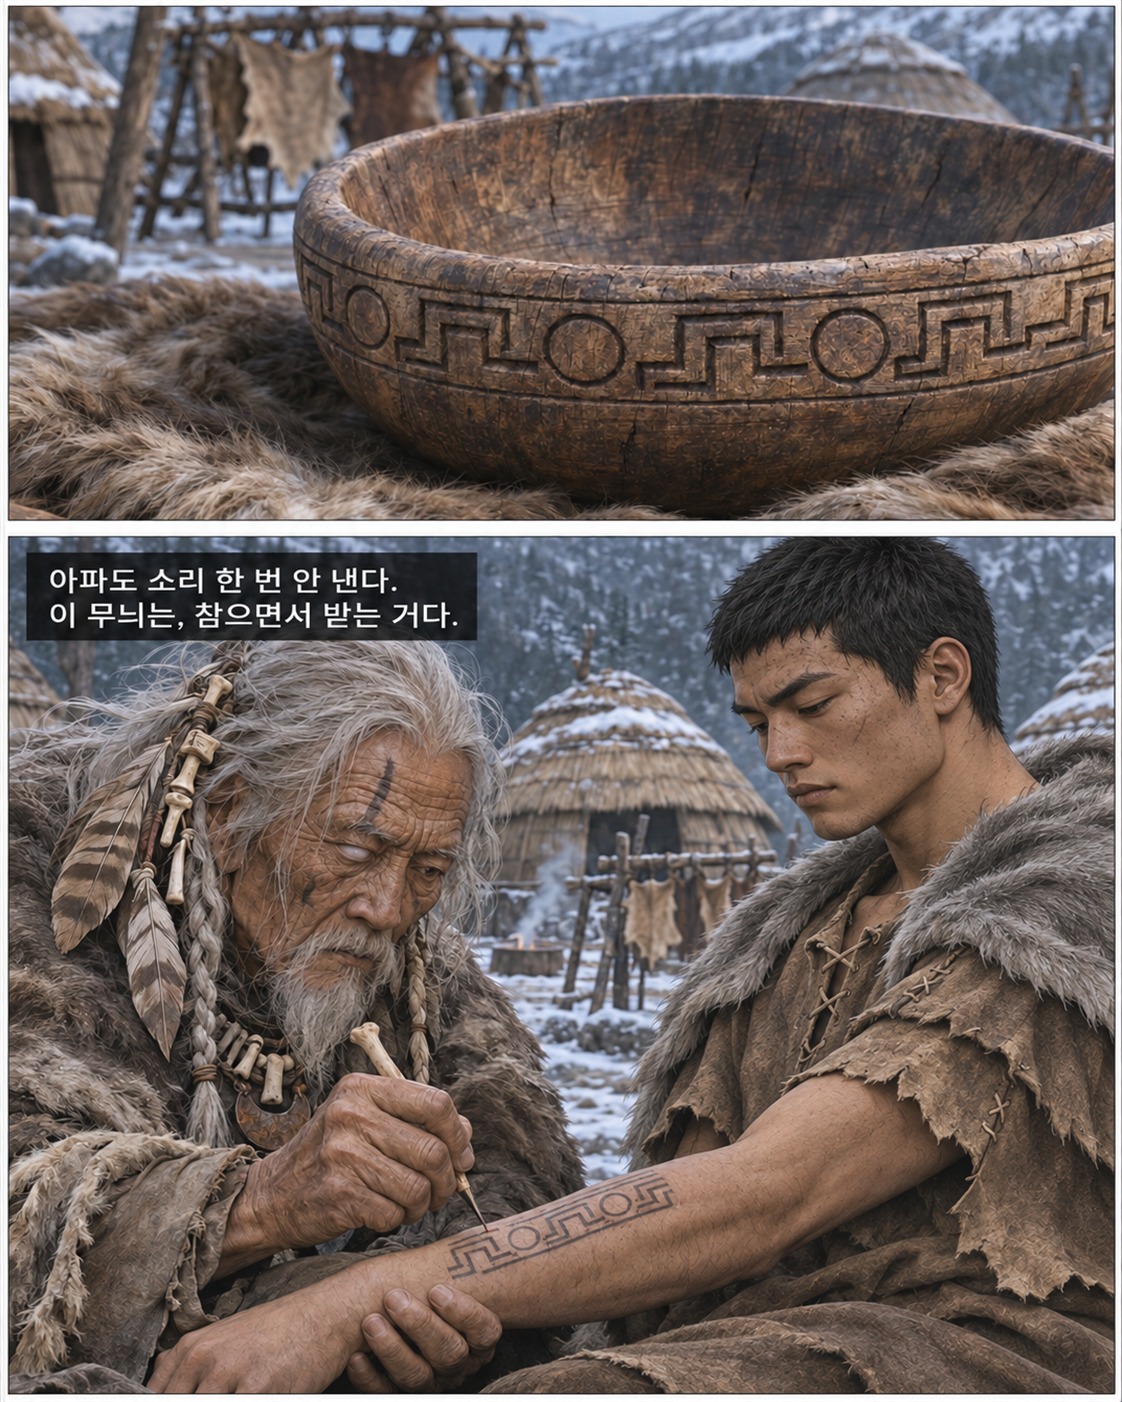 아파도 소리 한 번 안 낸다.
이 무늬는, 참으면서 받는 거다.